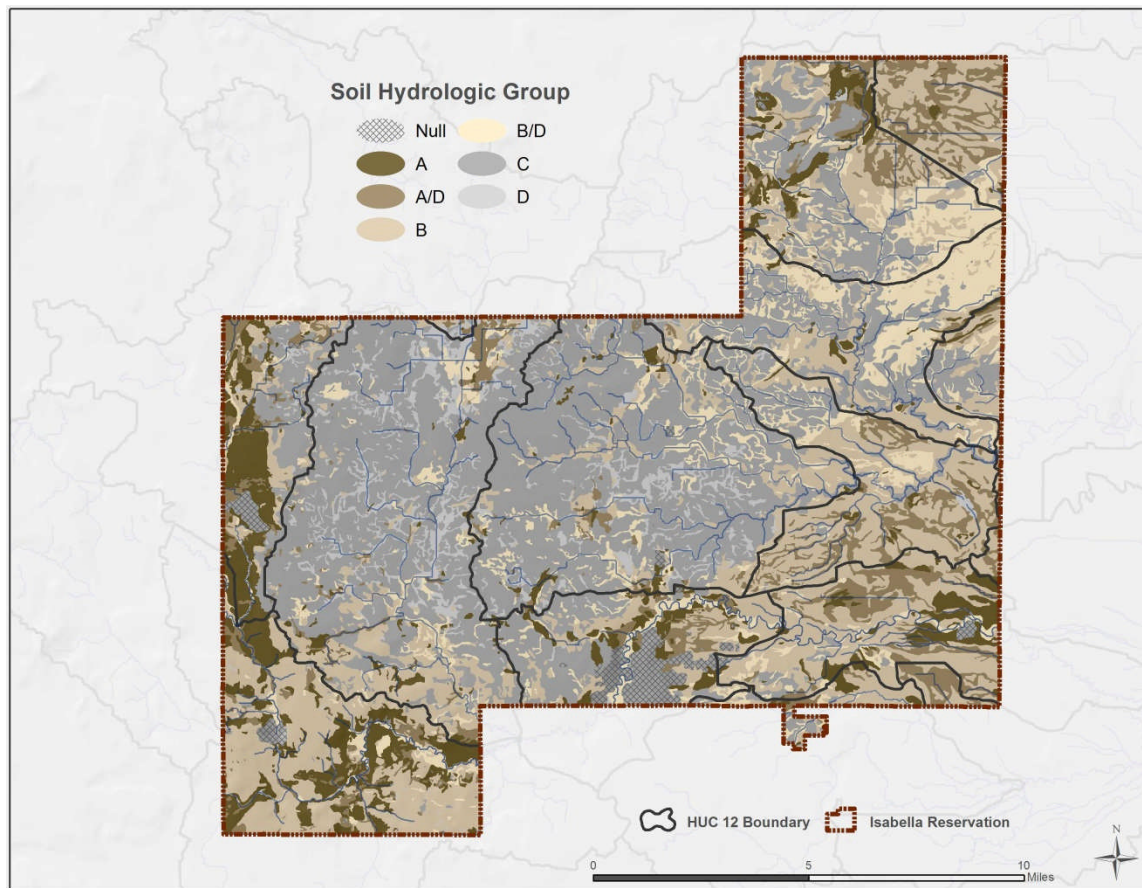 Soil Hydrologic Group
Null
B/D
A
C
A/D
D
B
HUC 12 Boundary
Isabella Reservation
N
0
5
10
Miles